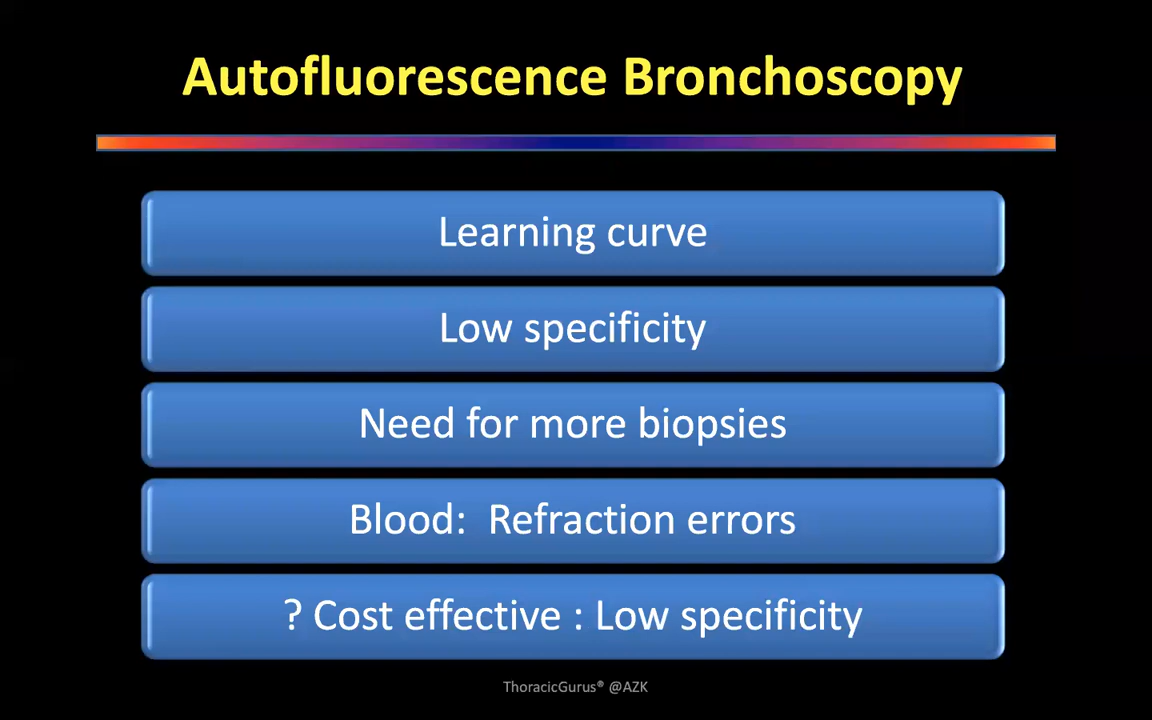 Autofluorescence Bronchoscopy
Learning curve
Low specificity
Need for more biopsies
Blood:  Refraction errors
? Cost effective : Low specificity
ThoracicGurus® @AZK